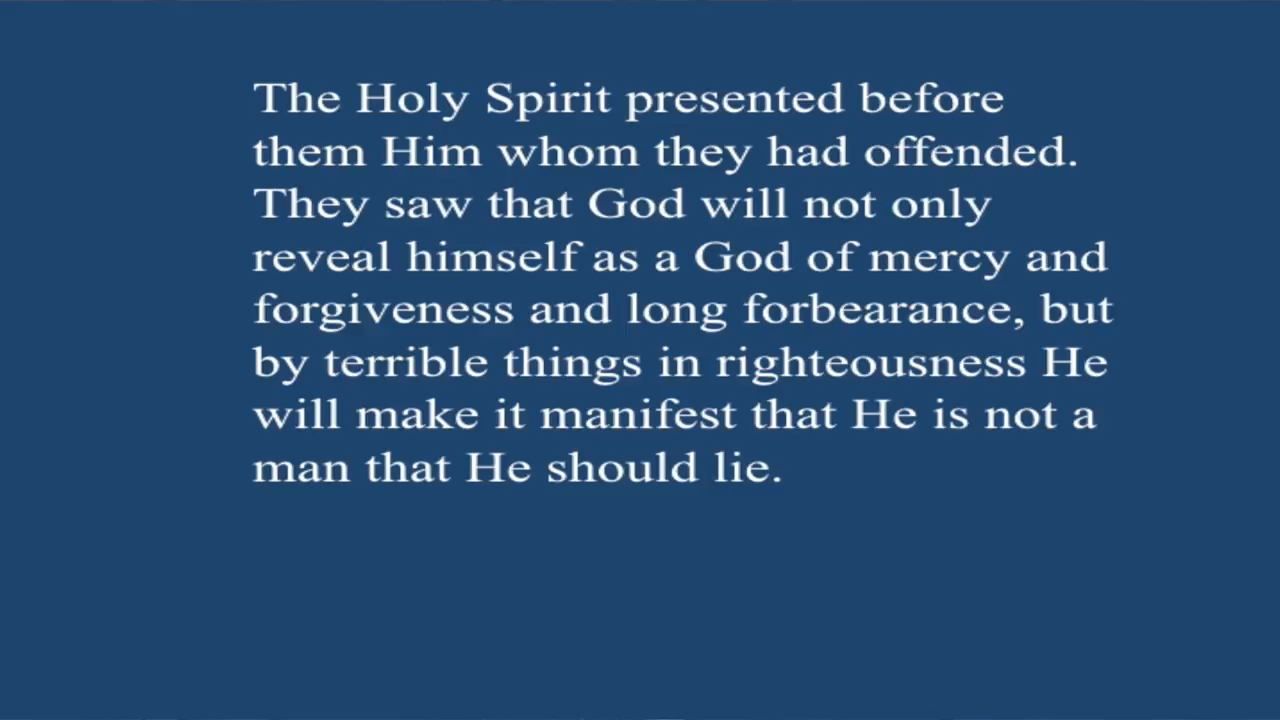 The Holy Spirit presented before
them Him whom they had offended.
They saw that God will not only
reveal himself as a God of mercy and
forgiveness and long forbearance, but
by terrible things in righteousness He
will make it manifest that He is not a
man that He should lie.